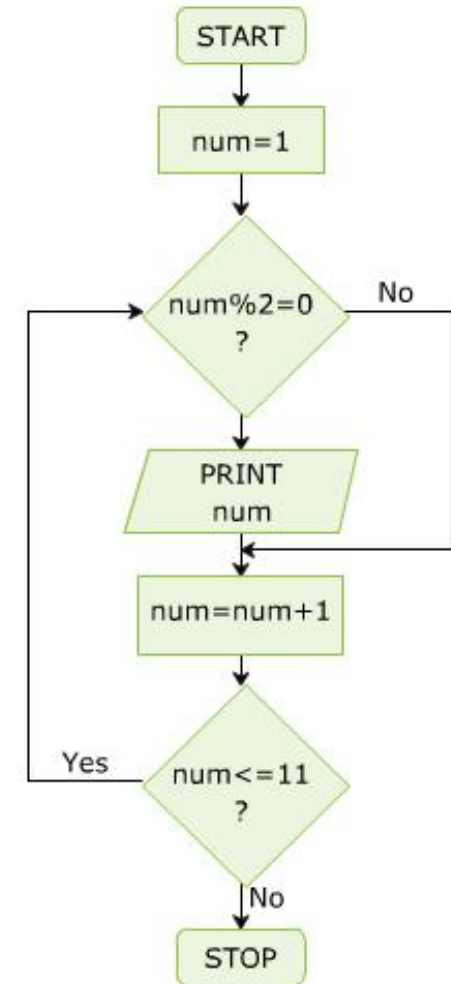 START
num=1
num%2=0
?
No
PRINT
num
num=num+1
Yes
num<=11
?
No
STOP